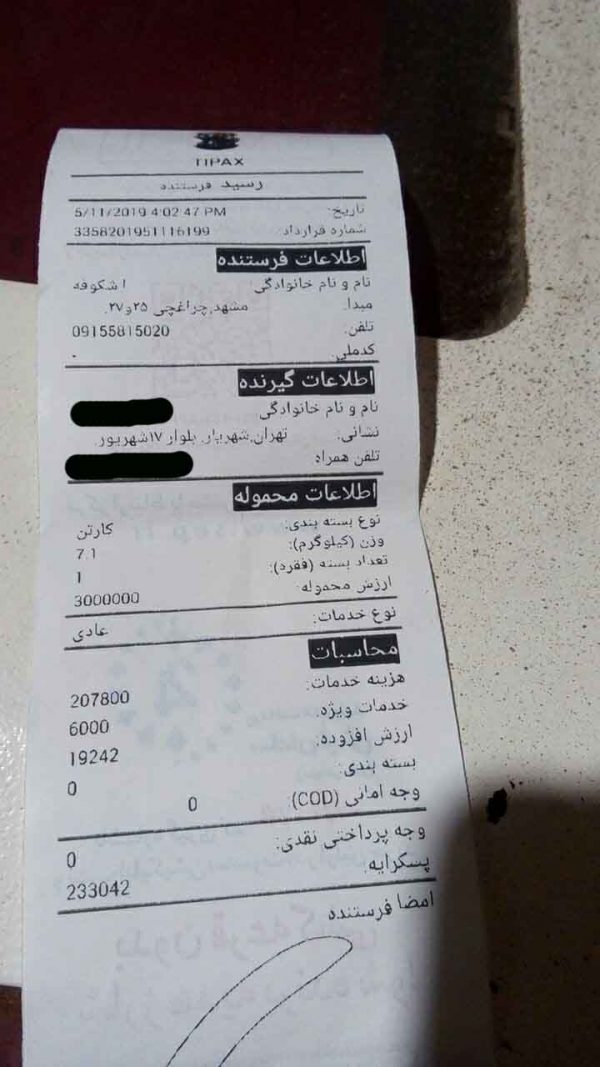 TIPAX
رسید فرستنده
تاریخ: 5/11/2019 4:02:47 PM
شماره قرارداد: 3358201951116199
اطلاعات فرستنده
نام و نام خانوادگی ا شکوفه
مبدا: مشهد,چراغچی ۲۵و۲۷.
تلفن: 09155815020
کدملی: -
اطلاعات گیرنده
نام و نام خانوادگی:
نشانی: تهران,شهریار, بلوار ۱۷شهریور.
تلفن همراه
اطلاعات محموله
نوع بسته بندی: کارتن
وزن (کیلوگرم): 7.1
تعداد بسته (فقره): 1
ارزش محموله: 3000000
نوع خدمات: عادی
محاسبات
هزینه خدمات: 207800
خدمات ویژه: 6000
ارزش افزوده: 19242
بسته بندی: 0
وجه امانی (COD): 0
وجه پرداختی نقدی: 0
پسکرایه: 233042
امضا فرستنده